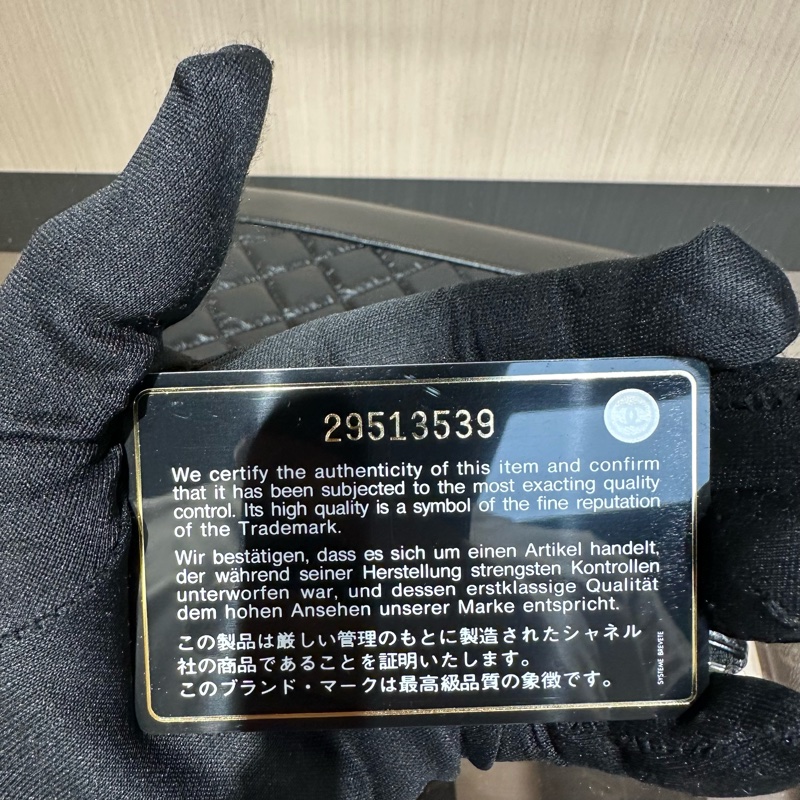 29513539
We certify the authenticity of this item and confirm
that it has been subjected to the most exacting quality
control. Its high quality is a symbol of the fine reputation
of the Trademark.
Wir bestätigen, dass es sich um einen Artikel handelt,
der während seiner Herstellung strengsten Kontrollen
unterworfen war, und dessen erstklassige Qualität
dem hohen Ansehen unserer Marke entspricht.
この製品は厳しい管理のもとに製造されたシャネル
社の商品であることを証明いたします。
このブランド・マークは最高級品質の象徴です。
SYSTEME BREVETE